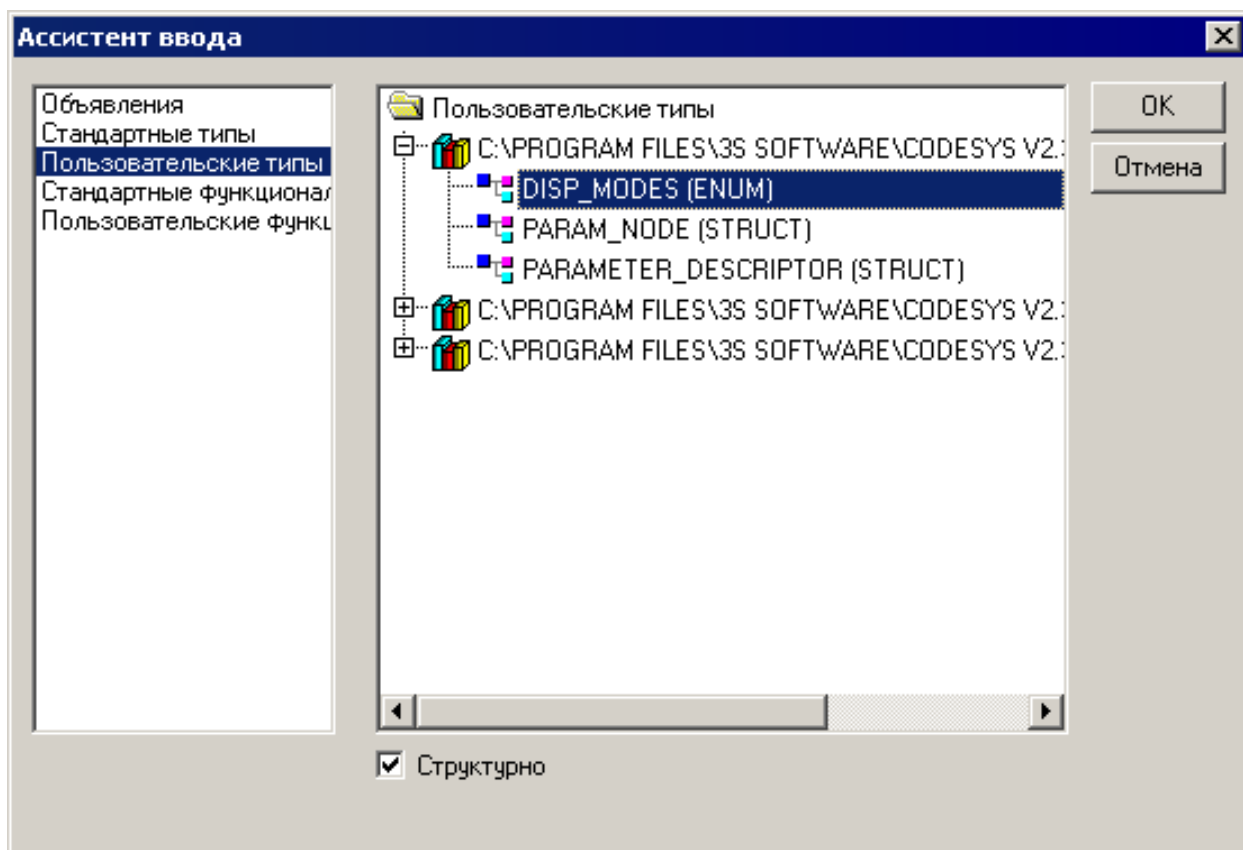 Ассистент ввода
Объявления
Стандартные типы
Пользовательские типы
Стандартные функционал
Пользовательские функц
Пользовательские типы
C:\PROGRAM FILES\3S SOFTWARE\CODESYS V2.
DISP_MODES (ENUM)
PARAM_NODE (STRUCT)
PARAMETER_DESCRIPTOR (STRUCT)
C:\PROGRAM FILES\3S SOFTWARE\CODESYS V2.
C:\PROGRAM FILES\3S SOFTWARE\CODESYS V2.
OK
Отмена
Структурно